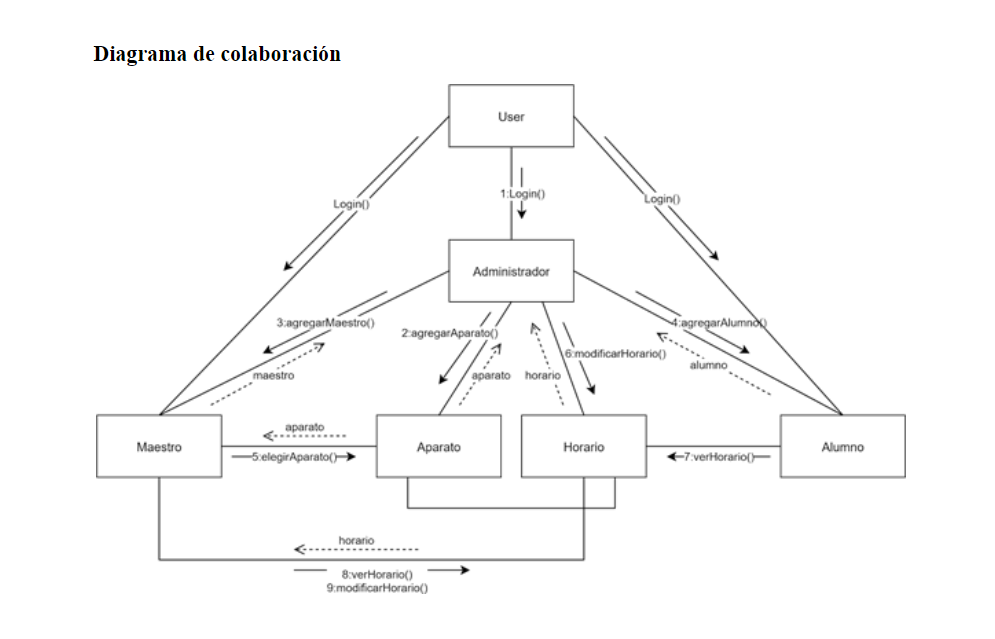 Diagrama de colaboración
User
Login()
1:Login()
Login()
Administrador
3:agregarMaestro()
2:agregarAparato()
4:agregarAlumno()
6:modificarHorario()
maestro
aparato
horario
alumno
Maestro
aparato
5:elegirAparato()
Aparato
Horario
7:verHorario()
Alumno
horario
8:verHorario()
9:modificarHorario()